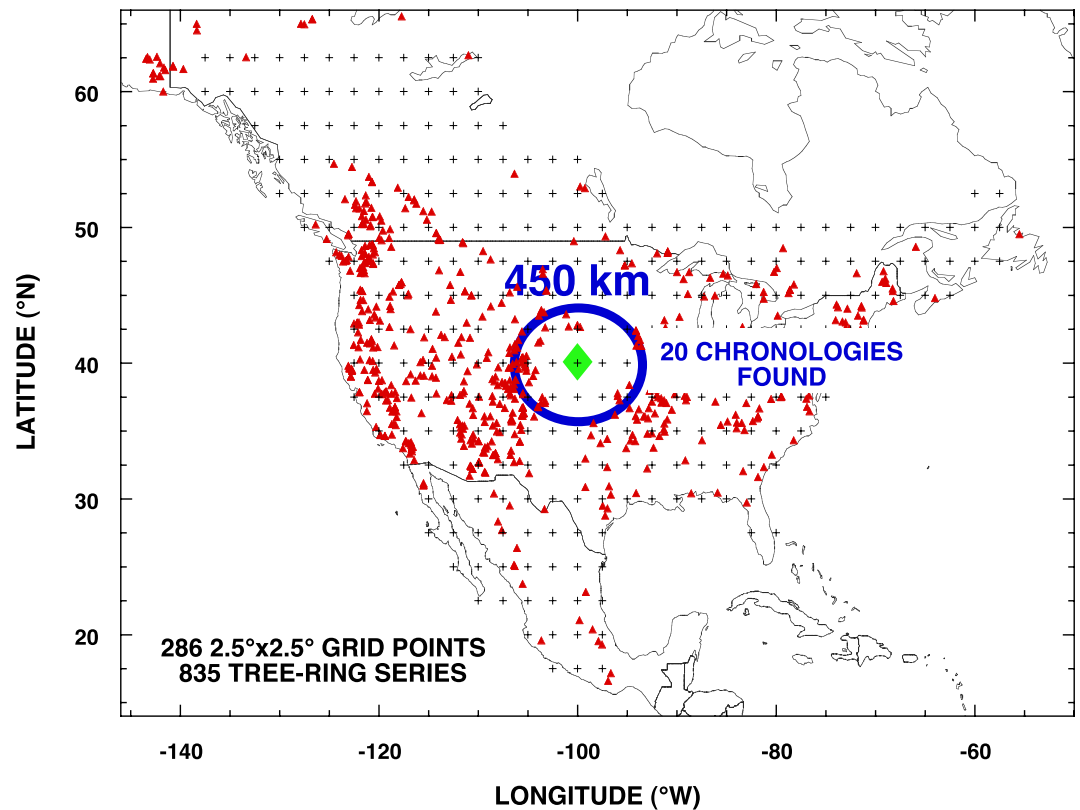 60
50
450 km
LATITUDE (°N)
40
20 CHRONOLOGIES
FOUND
30
20
286 2.5°x2.5° GRID POINTS
835 TREE-RING SERIES
-140
-120
-100
-80
-60
LONGITUDE (°W)